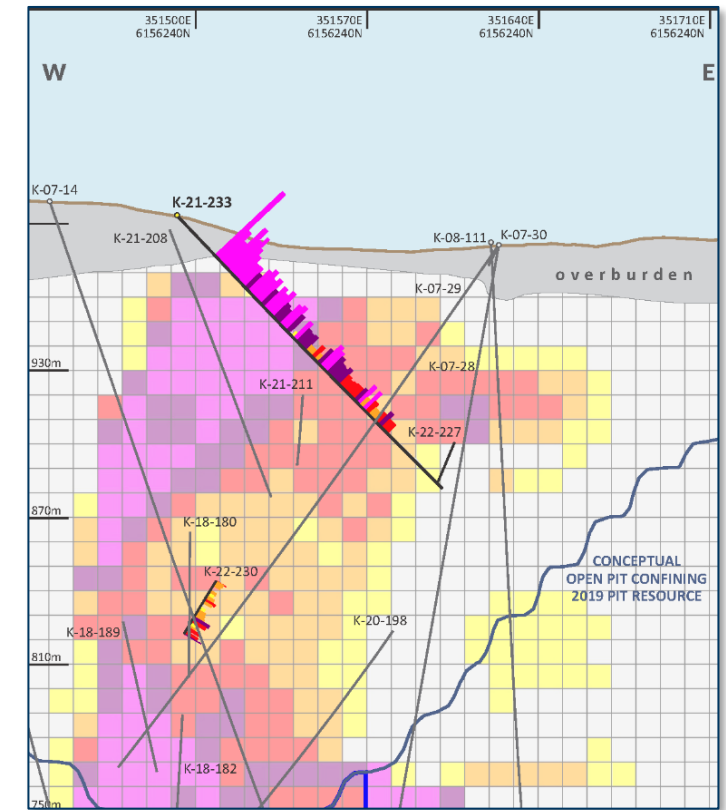 351500E
6156240N
351570E
6156240N
351640E
6156240N
351710E
6156240N
W
E
K-07-14
K-21-233
K-21-208
K-08-111
K-07-30
overburden
K-07-29
930m
K-07-28
K-21-211
K-22-227
870m
K-18-180
CONCEPTUAL
OPEN PIT CONFINING
2019 PIT RESOURCE
K-22-230
K-20-198
K-18-189
810m
K-18-182
750m